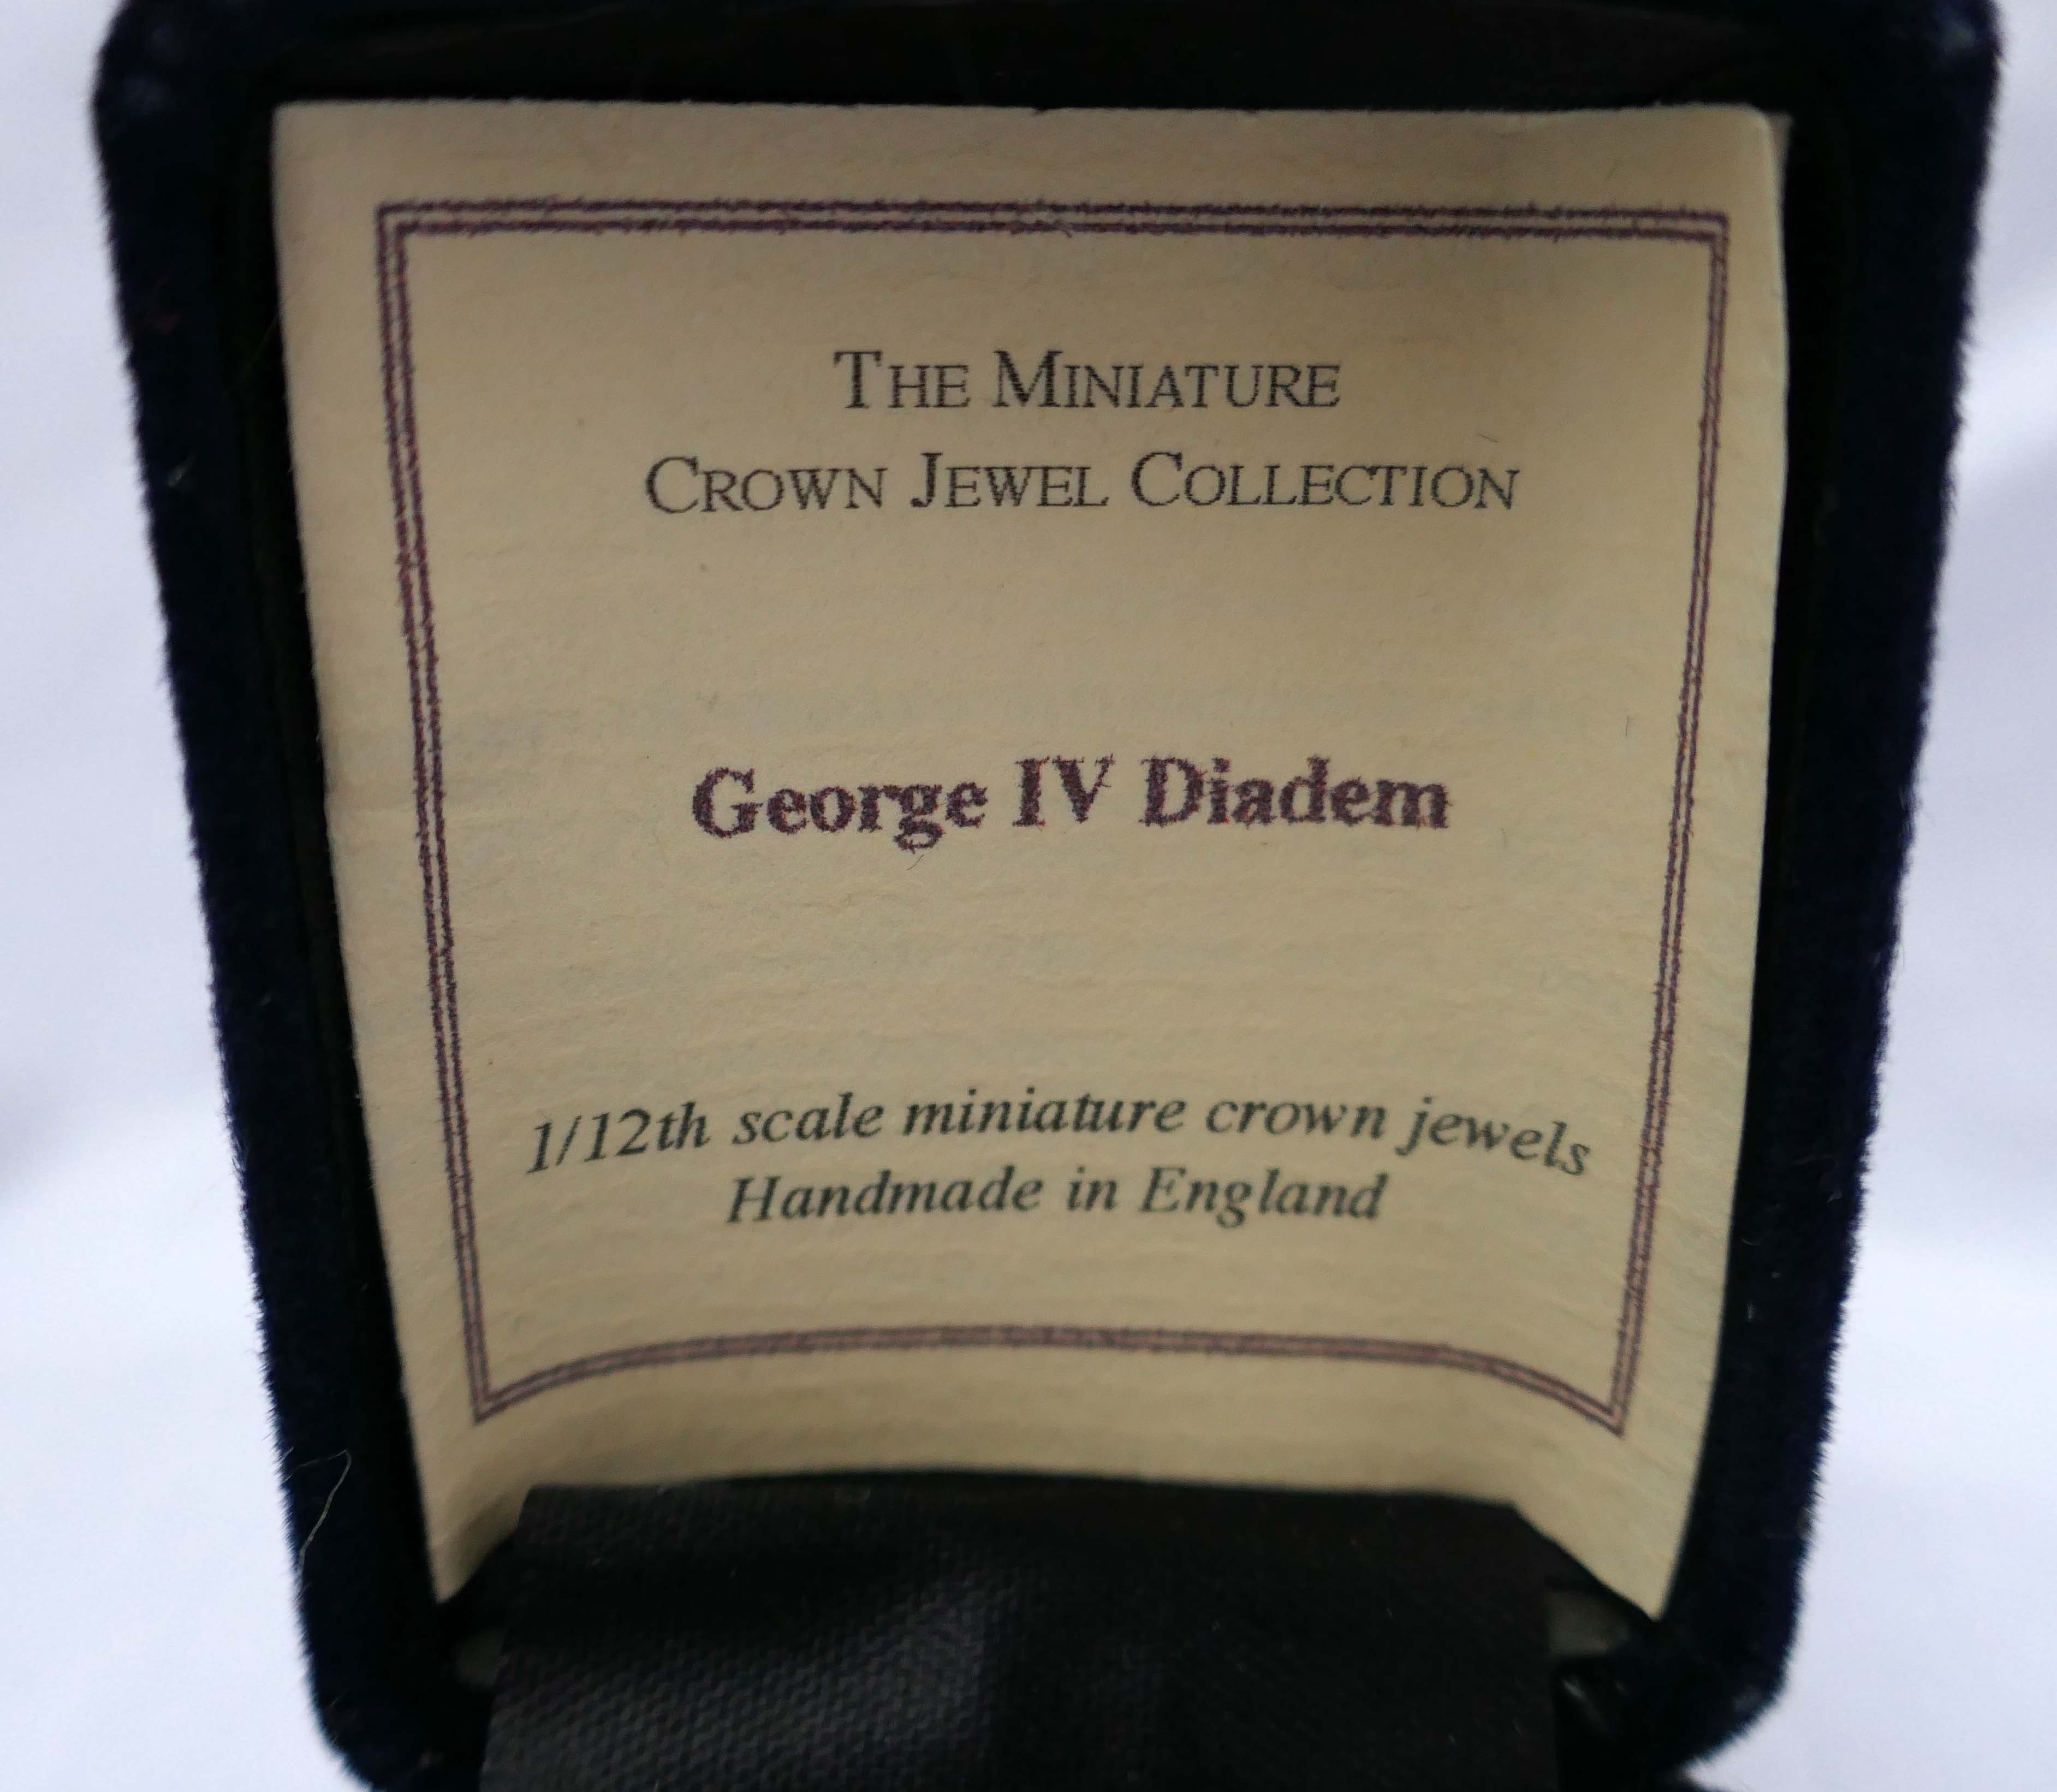 THE MINIATURE
CROWN JEWEL COLLECTION
George IV Diadem
1/12th scale miniature crown jewels
Handmade in England